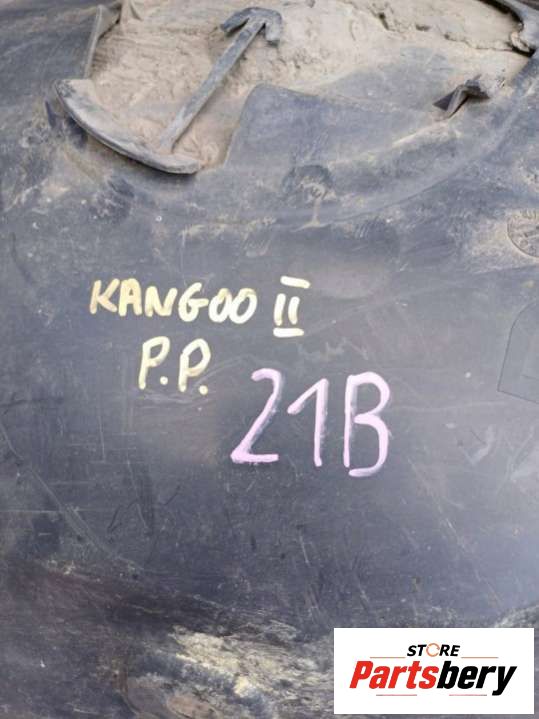 KANGOO II
P.P.
21B
STORE
Partsbery